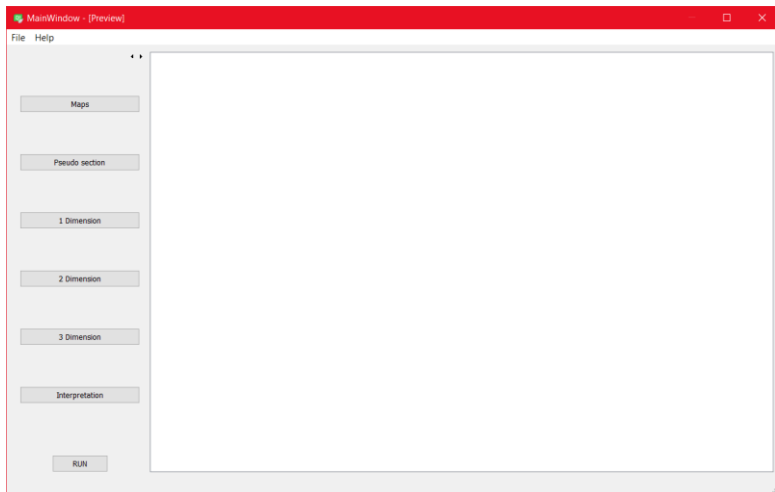 MainWindow - [Preview]
File Help
Maps
Pseudo section
1 Dimension
2 Dimension
3 Dimension
Interpretation
RUN